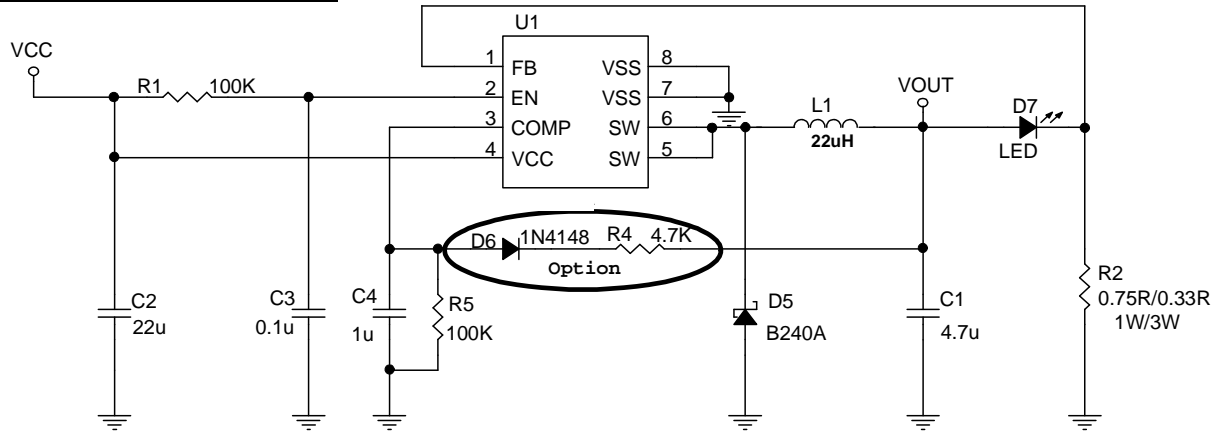 U1
VCC
R1
100K
1
FB
2
EN
3
COMP
4
VCC
VSS
8
VSS
7
SW
6
SW
5
L1
22uH
VOUT
D7
LED
D6
1N4148
R4
4.7K
Option
C2
22u
C3
0.1u
C4
1u
R5
100K
D5
B240A
C1
4.7u
R2
0.75R/0.33R
1W/3W